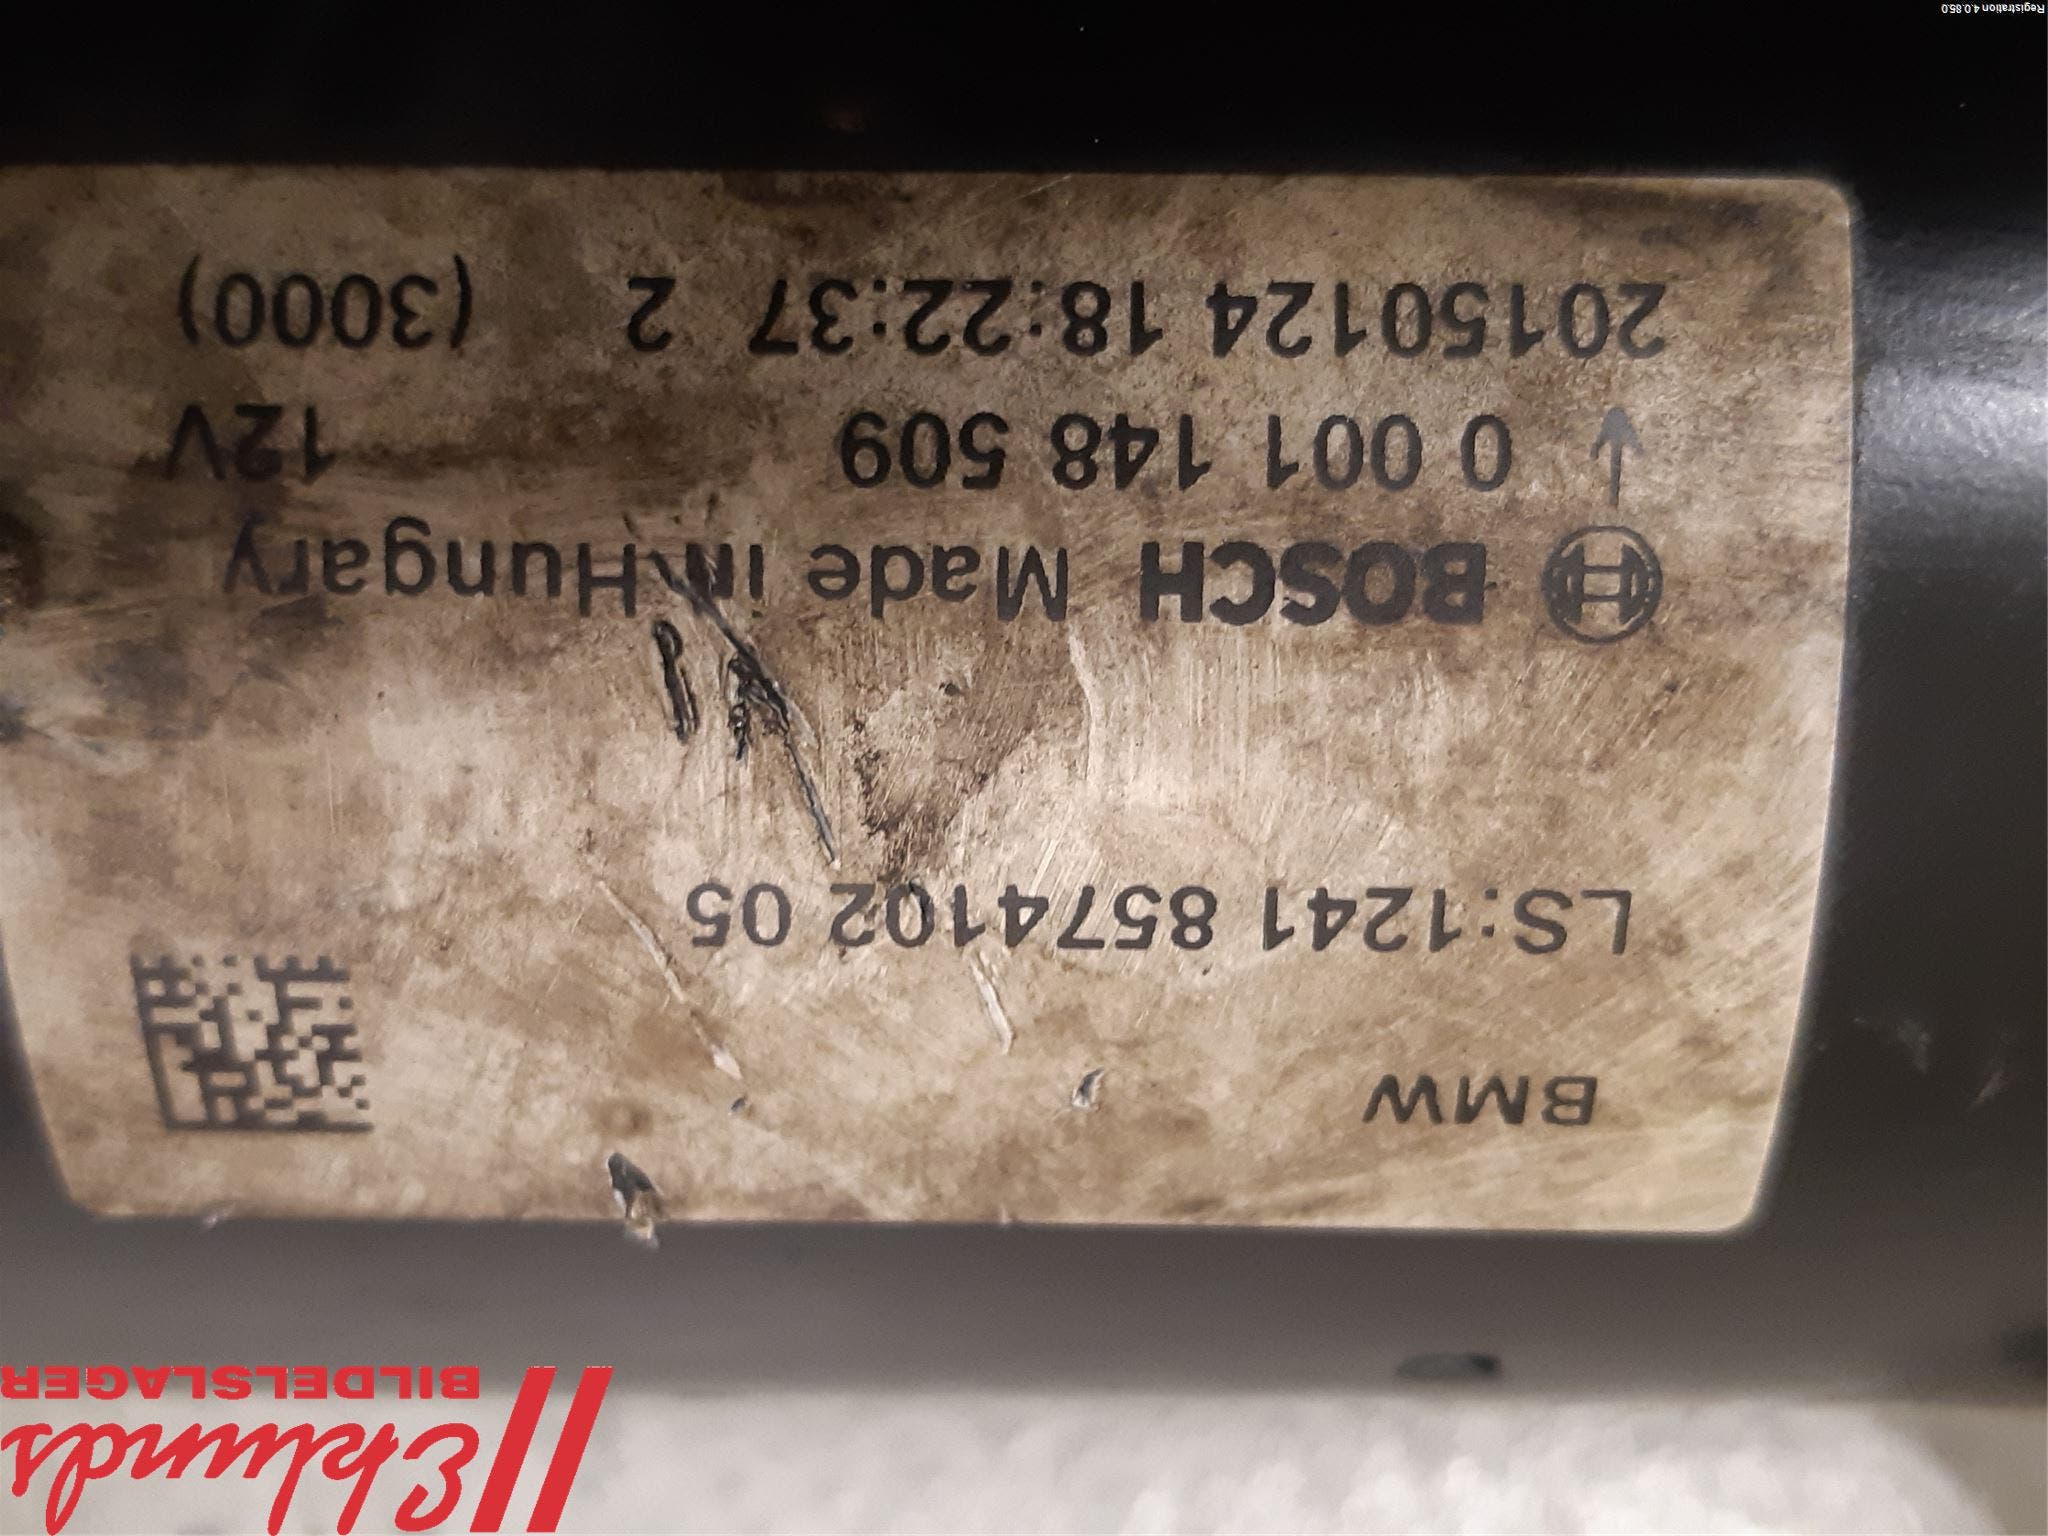 Eklunds
BILDELSLAGER
BMW
LS:1241 8574102 05
BOSCH Made in Hungary
0 001 148 509 12V
20150124 18:22:37 2 (3000)
Registration 4.0.85.0